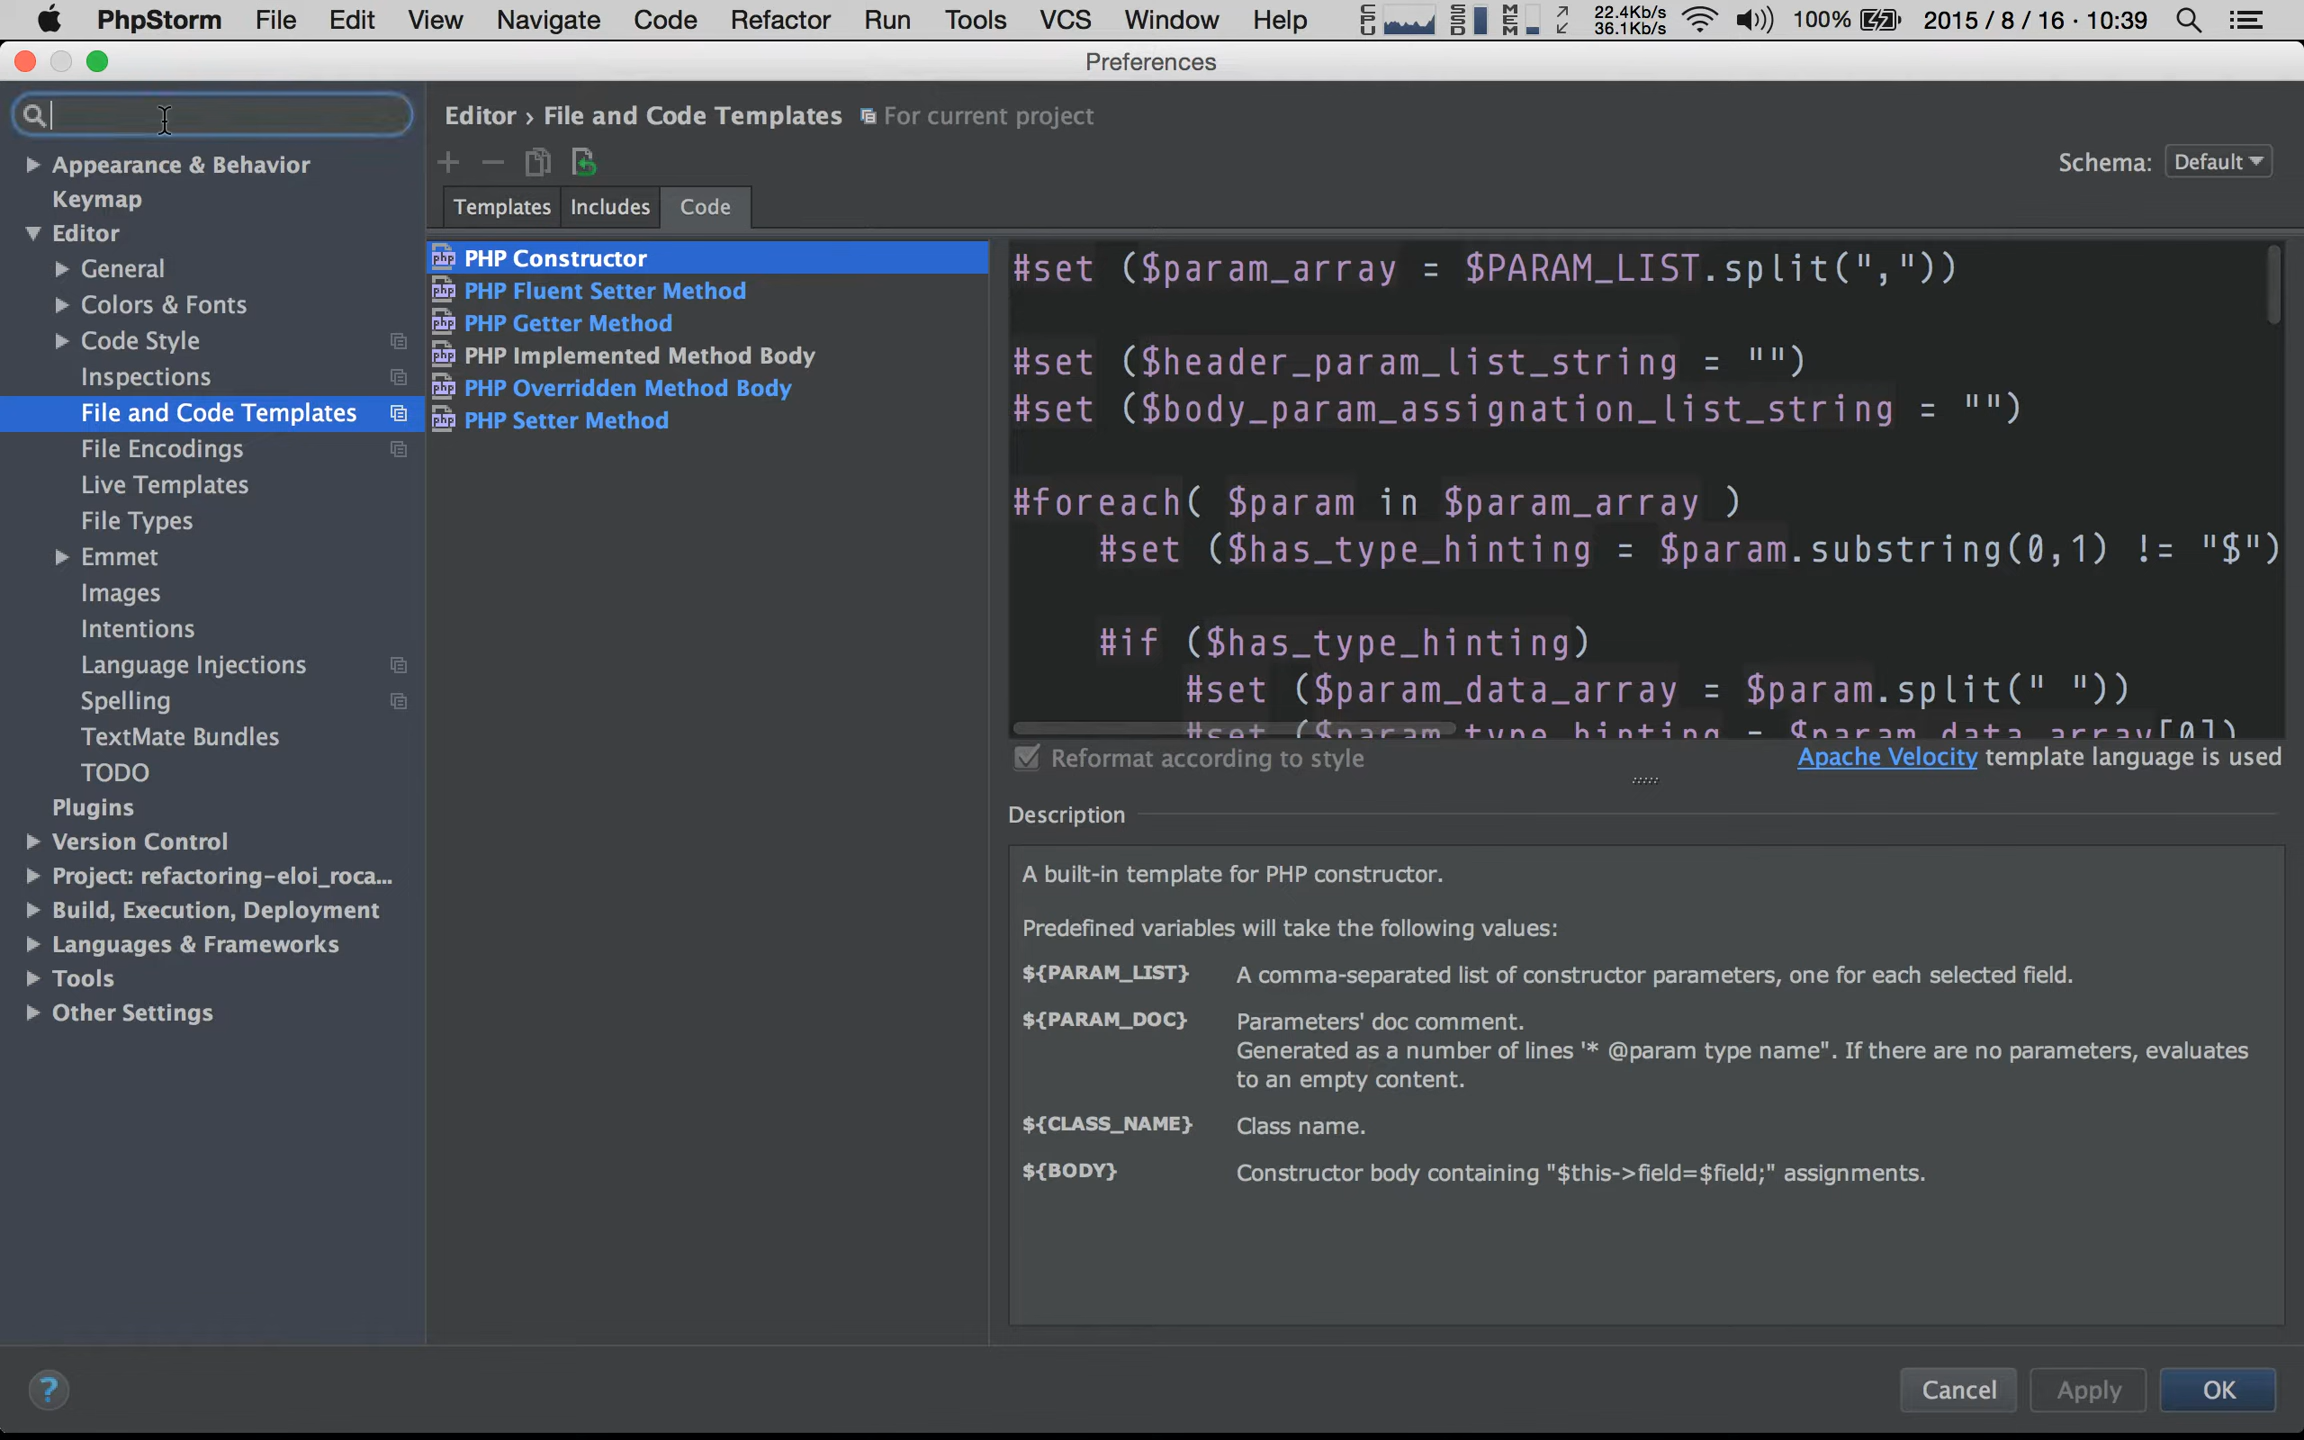 PhpStorm File Edit View Navigate Code Refactor Run Tools VCS Window Help CPU SSD MEM 22.4Kb/s 36.1Kb/s 100% 2015 / 8 / 16 · 10:39
Preferences
Editor › File and Code Templates For current project
Schema: Default
Templates Includes Code
Appearance & Behavior
Keymap
Editor
General
Colors & Fonts
Code Style
Inspections
File and Code Templates
File Encodings
Live Templates
File Types
Emmet
Images
Intentions
Language Injections
Spelling
TextMate Bundles
TODO
Plugins
Version Control
Project: refactoring-eloi_roca...
Build, Execution, Deployment
Languages & Frameworks
Tools
Other Settings
PHP Constructor
PHP Fluent Setter Method
PHP Getter Method
PHP Implemented Method Body
PHP Overridden Method Body
PHP Setter Method
#set ($param_array = $PARAM_LIST.split(","))
#set ($header_param_list_string = "")
#set ($body_param_assignation_list_string = "")
#foreach( $param in $param_array )
#set ($has_type_hinting = $param.substring(0,1) != "$")
#if ($has_type_hinting)
#set ($param_data_array = $param.split(" "))
#set ($param_type_hinting = $param_data_array[0])
Reformat according to style
Apache Velocity template language is used
Description
A built-in template for PHP constructor.
Predefined variables will take the following values:
${PARAM_LIST} A comma-separated list of constructor parameters, one for each selected field.
${PARAM_DOC} Parameters' doc comment.
Generated as a number of lines '* @param type name". If there are no parameters, evaluates
to an empty content.
${CLASS_NAME} Class name.
${BODY} Constructor body containing "$this->field=$field;" assignments.
? Cancel Apply OK